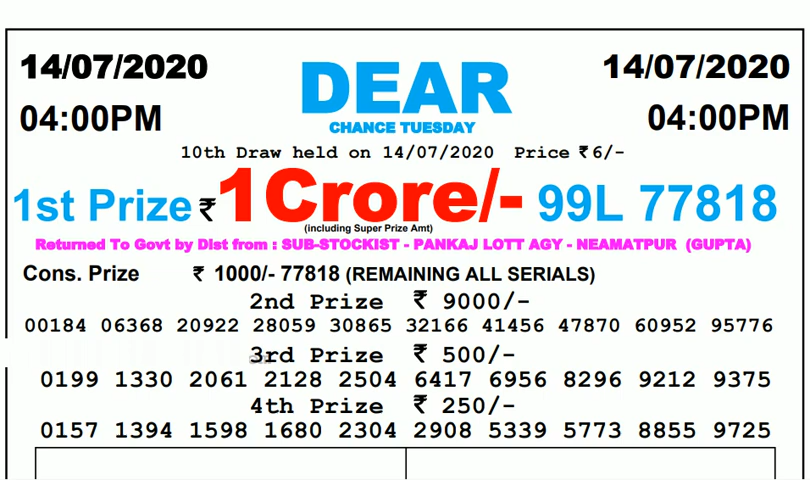 14/07/2020 DEAR 14/07/2020
04:00PM CHANCE TUESDAY 04:00PM
10th Draw held on 14/07/2020 Price ₹6/-
1st Prize ₹1Crore/- 99L 77818
(including Super Prize Amt)
Returned To Govt by Dist from : SUB-STOCKIST - PANKAJ LOTT AGY - NEAMATPUR (GUPTA)
Cons. Prize ₹ 1000/- 77818 (REMAINING ALL SERIALS)
2nd Prize ₹ 9000/-
00184 06368 20922 28059 30865 32166 41456 47870 60952 95776
3rd Prize ₹ 500/-
0199 1330 2061 2128 2504 6417 6956 8296 9212 9375
4th Prize ₹ 250/-
0157 1394 1598 1680 2304 2908 5339 5773 8855 9725